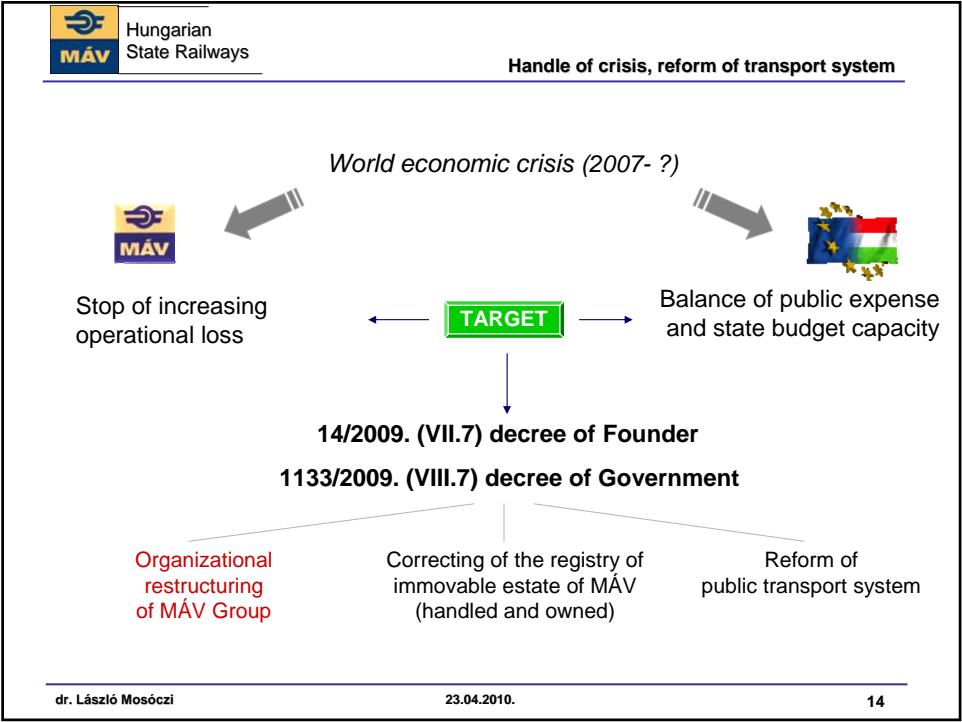 MÁV
Hungarian
State Railways
Handle of crisis, reform of transport system
World economic crisis (2007- ?)
MÁV
Stop of increasing
operational loss
TARGET
Balance of public expense
and state budget capacity
14/2009. (VII.7) decree of Founder
1133/2009. (VIII.7) decree of Government
Organizational
restructuring
of MÁV Group
Correcting of the registry of
immovable estate of MÁV
(handled and owned)
Reform of
public transport system
dr. László Mosóczi
23.04.2010.
14